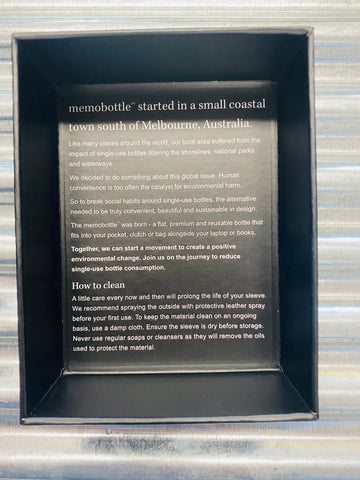 memobottle™ started in a small coastal
town south of Melbourne, Australia.
Like many places around the world, our local area suffered from the
impact of single-use bottles littering the shorelines, national parks
and waterways.
We decided to do something about this global issue. Human
convenience is too often the catalyst for environmental harm.
So to break social habits around single-use bottles, the alternative
needed to be truly convenient, beautiful and sustainable in design.
The memobottle™ was born - a flat, premium and reusable bottle that
fits into your pocket, clutch or bag alongside your laptop or books.
Together, we can start a movement to create a positive
environmental change. Join us on the journey to reduce
single-use bottle consumption.
How to clean
A little care every now and then will prolong the life of your sleeve.
We recommend spraying the outside with protective leather spray
before your first use. To keep the material clean on an ongoing
basis, use a damp cloth. Ensure the sleeve is dry before storage.
Never use regular soaps or cleansers as they will remove the oils
used to protect the material.